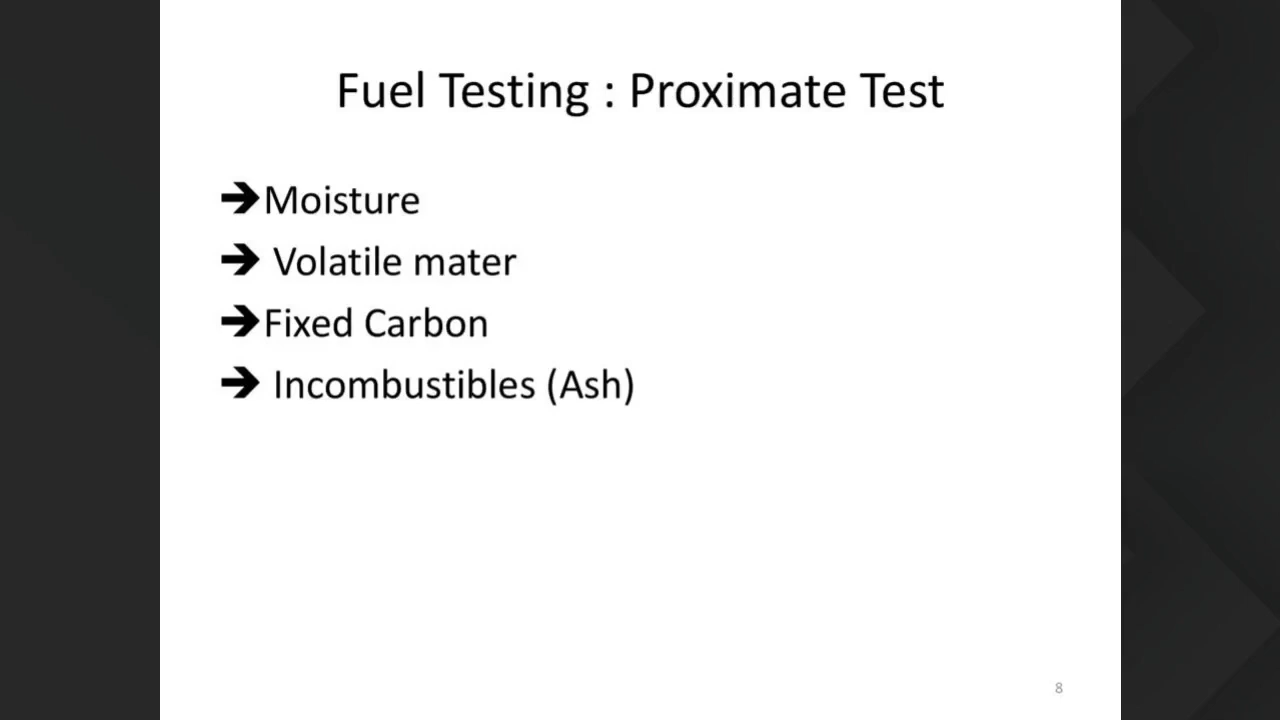 Fuel Testing : Proximate Test
➔Moisture
➔ Volatile mater
➔Fixed Carbon
➔ Incombustibles (Ash)
8